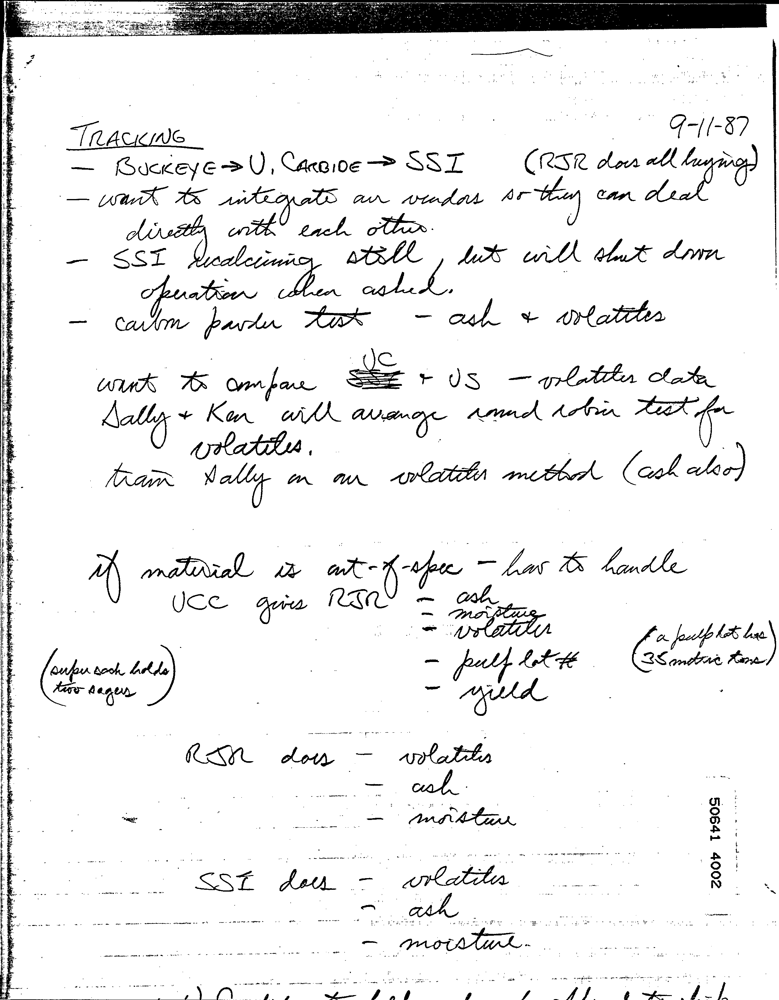 9-11-87
TRACKING
- BUCKEYE → U. CARBIDE → SSI (RJR does all buying)
- want to integrate our vendors so they can deal
directly with each other.
- SSI recalcining still, but will shut down
operation when asked.
- carbon powder test - ash + volatiles
want to compare UC + US - volatiles data
Sally + Ken will arrange round robin test for
volatiles.
train Sally on our volatiles method (ash also)
if material is out-of-spec - how to handle
UCC gives RJR - ash
- moisture
- volatiles
- pulp lot # (a pulp lot has
35 metric tons)
- yield
(super sack holds
two sagers)
RJR does - volatiles
- ash
- moisture
SSI does - volatiles
- ash
- moisture.
50641 4002